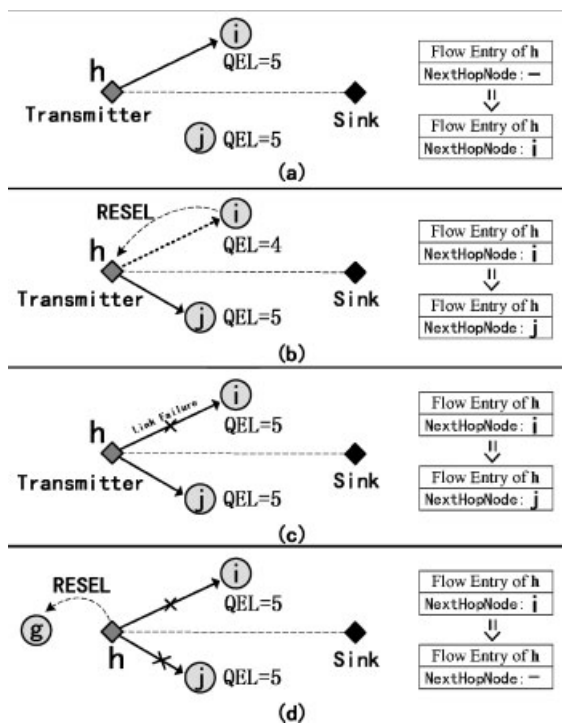 i
h
QEL=5
Transmitter
Sink
j QEL=5
(a)
Flow Entry of h
NextHopNode: –
Flow Entry of h
NextHopNode: i
RESEL
i
h
QEL=4
Transmitter
Sink
j QEL=5
(b)
Flow Entry of h
NextHopNode: i
Flow Entry of h
NextHopNode: j
Link Failure
i
h
QEL=5
Transmitter
Sink
j QEL=5
(c)
Flow Entry of h
NextHopNode: i
Flow Entry of h
NextHopNode: j
RESEL
i
QEL=5
g
h
Sink
j QEL=5
(d)
Flow Entry of h
NextHopNode: i
Flow Entry of h
NextHopNode: –